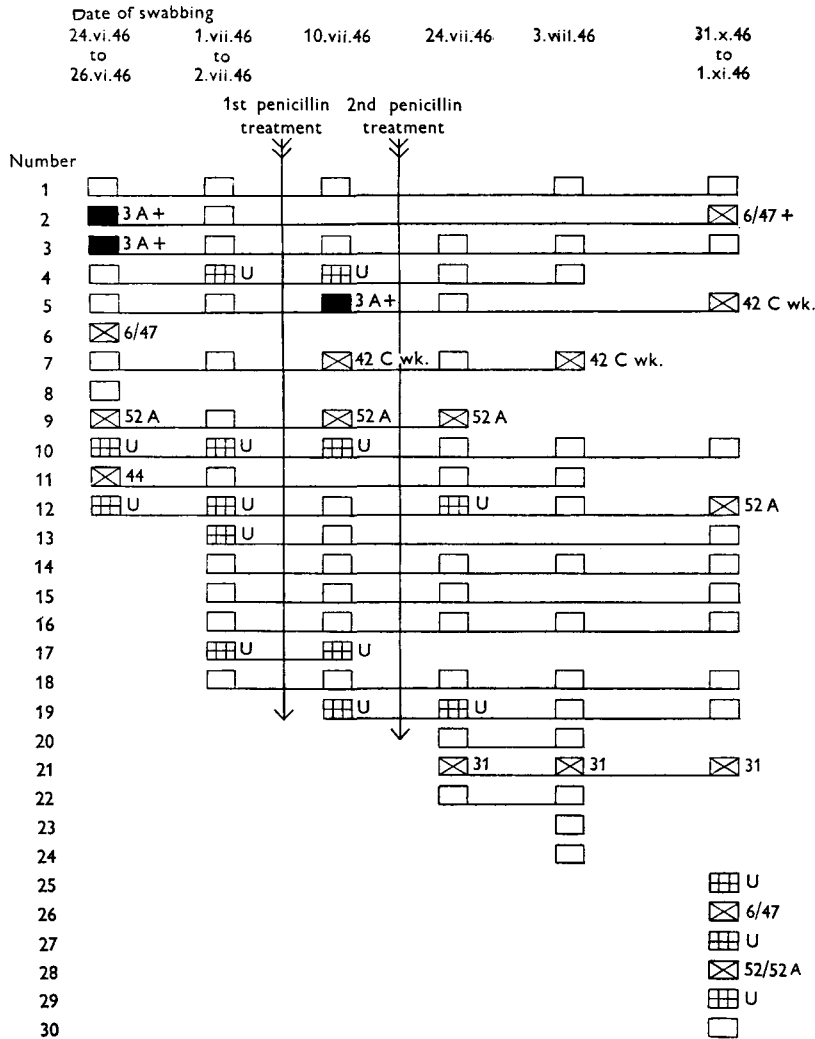 Date of swabbing
24.vi.46 1.vii.46 10.vii.46 24.vii.46 3.viii.46 31.x.46
to to to
26.vi.46 2.vii.46 1.xi.46
1st penicillin 2nd penicillin
treatment treatment
Number
1
2 3 A + 6/47 +
3 3 A +
4 U U
5 3 A + 42 C wk.
6 6/47
7 42 C wk. 42 C wk.
8
9 52 A 52 A 52 A
10 U U U
11 44
12 U U U 52 A
13 U
14
15
16
17 U U
18
19 U U
20
21 31 31 31
22
23
24
25 U
26 6/47
27 U
28 52/52 A
29 U
30